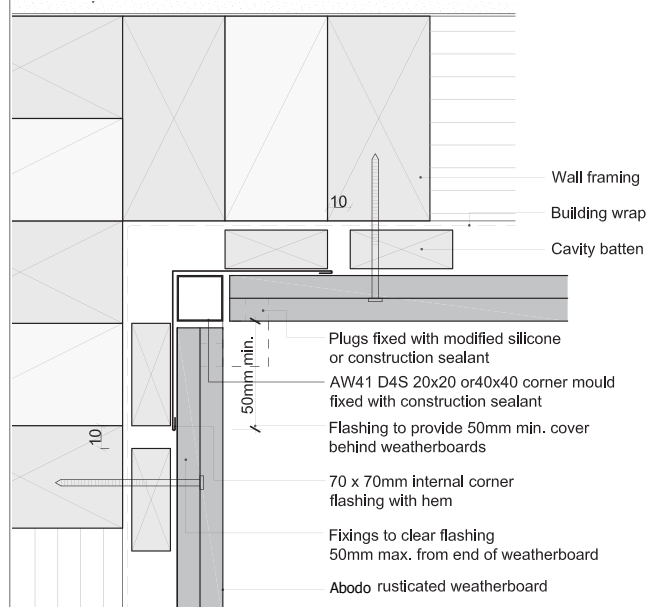 10
Wall framing
Building wrap
Cavity batten
Plugs fixed with modified silicone
or construction sealant
50mm min.
AW41 D4S 20x20 or40x40 corner mould
fixed with construction sealant
Flashing to provide 50mm min. cover
behind weatherboards
10
70 x 70mm internal corner
flashing with hem
Fixings to clear flashing
50mm max. from end of weatherboard
Abodo rusticated weatherboard